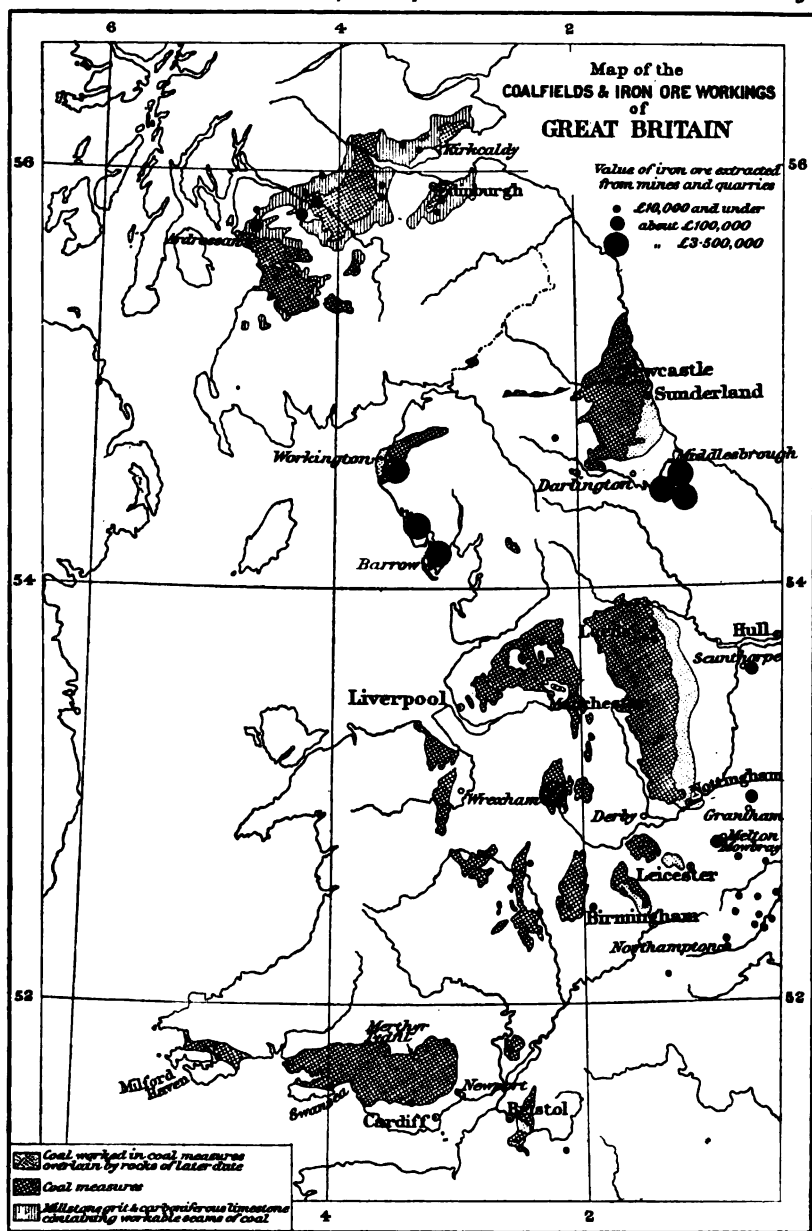 6 4 2
Map of the
COALFIELDS & IRON ORE WORKINGS
of
GREAT BRITAIN
Value of iron ore extracted
from mines and quarries
£10,000 and under
about £100,000
" £3·500,000
56 56
Kirkcaldy
Edinburgh
Ardrossan
Newcastle
Sunderland
Workington
Middlesbrough
Darlington
Barrow
54 54
Leeds
Hull
Scunthorpe
Liverpool
Manchester
Nottingham
Wrexham
Derby
Grantham
Melton
Mowbray
Leicester
Birmingham
Northampton
52 52
Merthyr
Tydfil
Milford
Haven
Swansea
Newport
Cardiff
Bristol
Coal worked in coal measures
overlain by rocks of later date
Coal measures
Millstone grit & carboniferous limestone
containing workable seams of coal
4 2